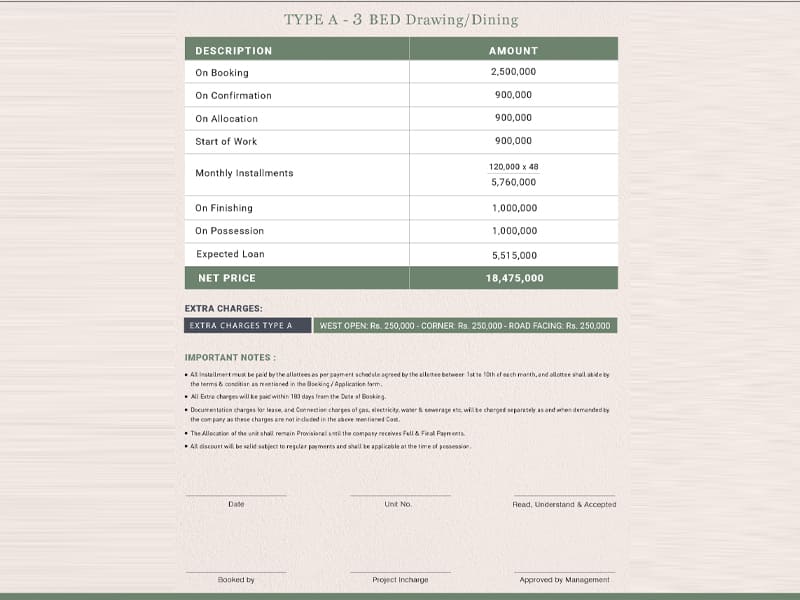 TYPE A - 3 BED Drawing/Dining
DESCRIPTION AMOUNT
On Booking 2,500,000
On Confirmation 900,000
On Allocation 900,000
Start of Work 900,000
Monthly Installments 120,000 x 48
5,760,000
On Finishing 1,000,000
On Possession 1,000,000
Expected Loan 5,515,000
NET PRICE 18,475,000
EXTRA CHARGES:
EXTRA CHARGES TYPE A WEST OPEN: Rs. 250,000 - CORNER: Rs. 250,000 - ROAD FACING: Rs. 250,000
IMPORTANT NOTES :
• All Installment must be paid by the allottees as per payment schedule agreed by the allottee between 1st to 10th of each month, and allottee shall abide by
the terms & condition as mentioned in the Booking / Application form.
• All Extra charges will be paid within 180 days from the Date of Booking.
• Documentation charges for lease, and Connection charges of gas, electricity, water & sewerage etc. will be charged separately as and when demanded by
the company as these charges are not included in the above mentioned Cost.
• The Allocation of the unit shall remain Provisional until the company receives Full & Final Payments.
• All discount will be valid subject to regular payments and shall be applicable at the time of possession.
Date Unit No. Read, Understand & Accepted
Booked by Project Incharge Approved by Management